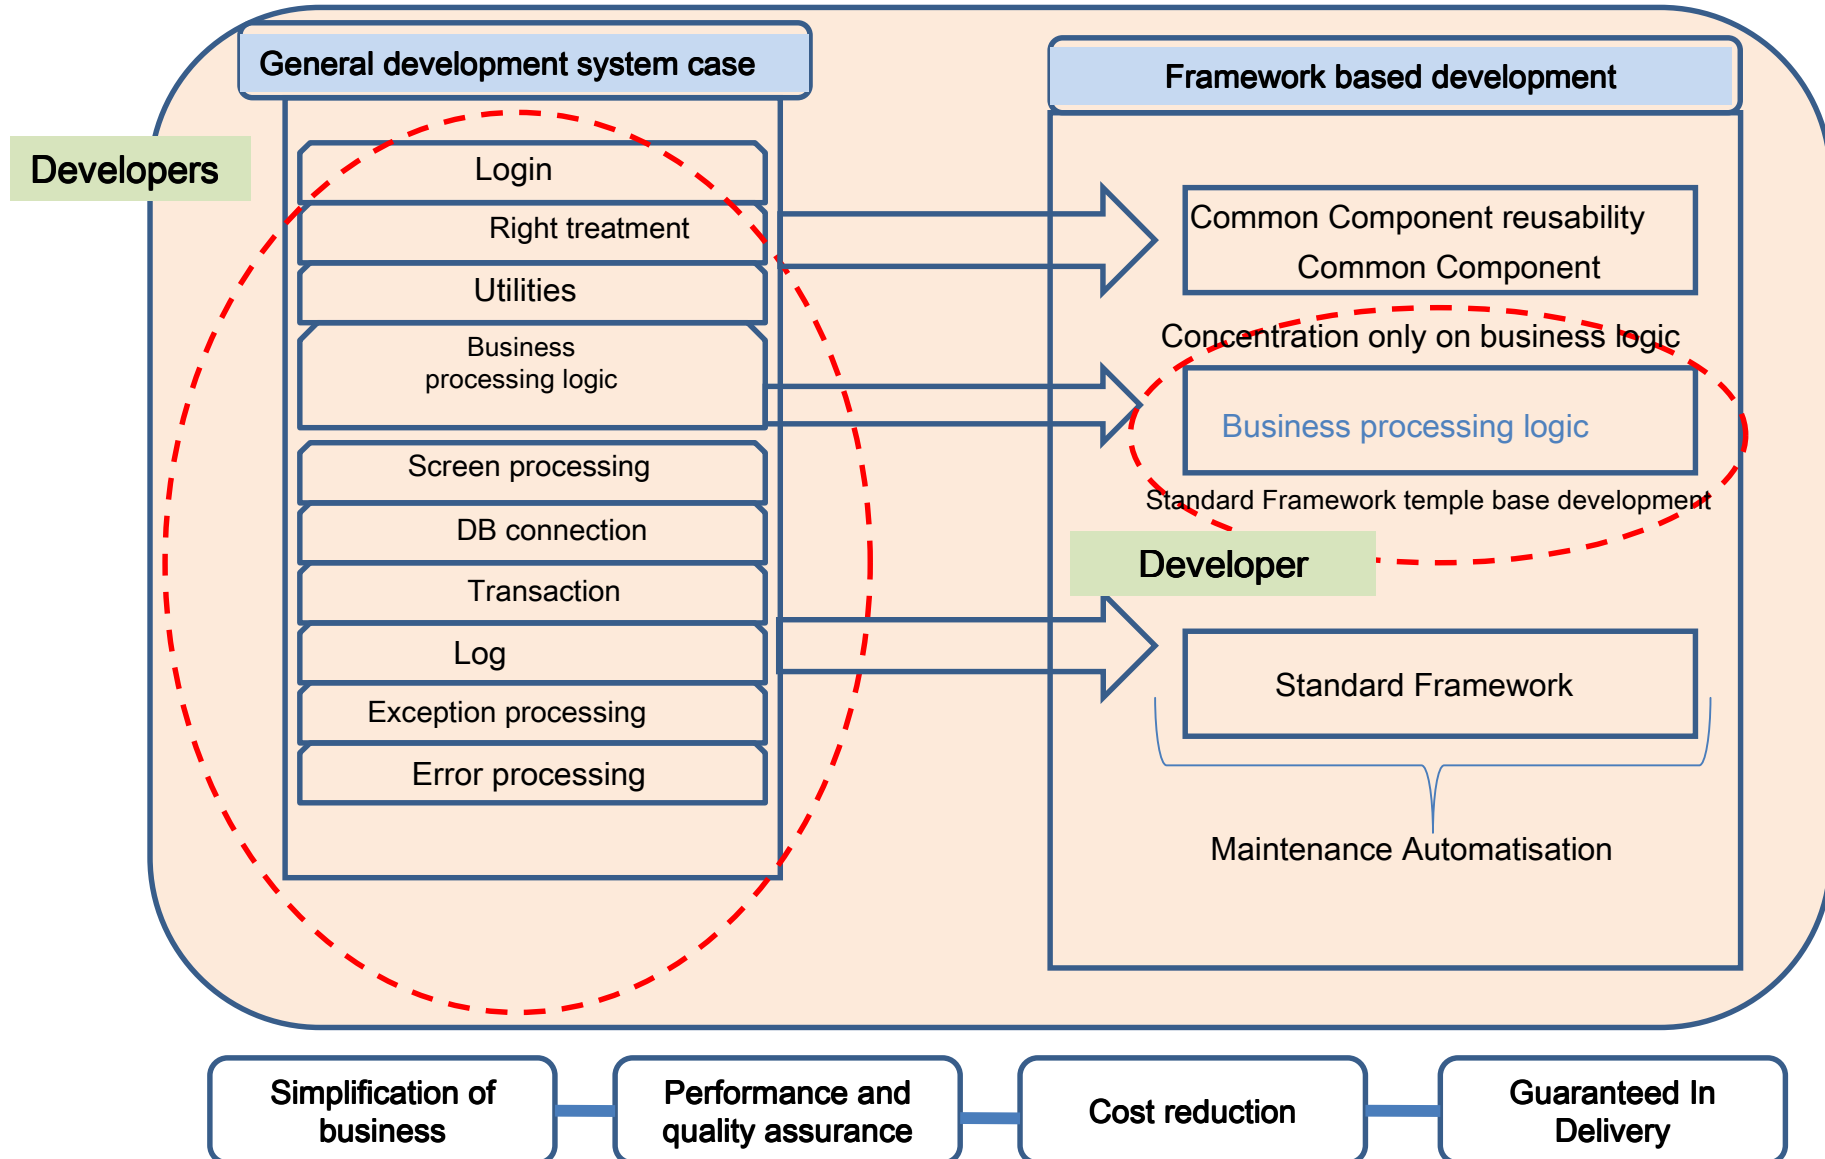 General development system case
Framework based development
Developers
Login
Right treatment
Utilities
Business
processing logic
Screen processing
DB connection
Transaction
Log
Exception processing
Error processing
Common Component reusability
Common Component
Concentration only on business logic
Business processing logic
Standard Framework temple base development
Developer
Standard Framework
Maintenance Automatisation
Simplification of
business
Performance and
quality assurance
Cost reduction
Guaranteed In
Delivery